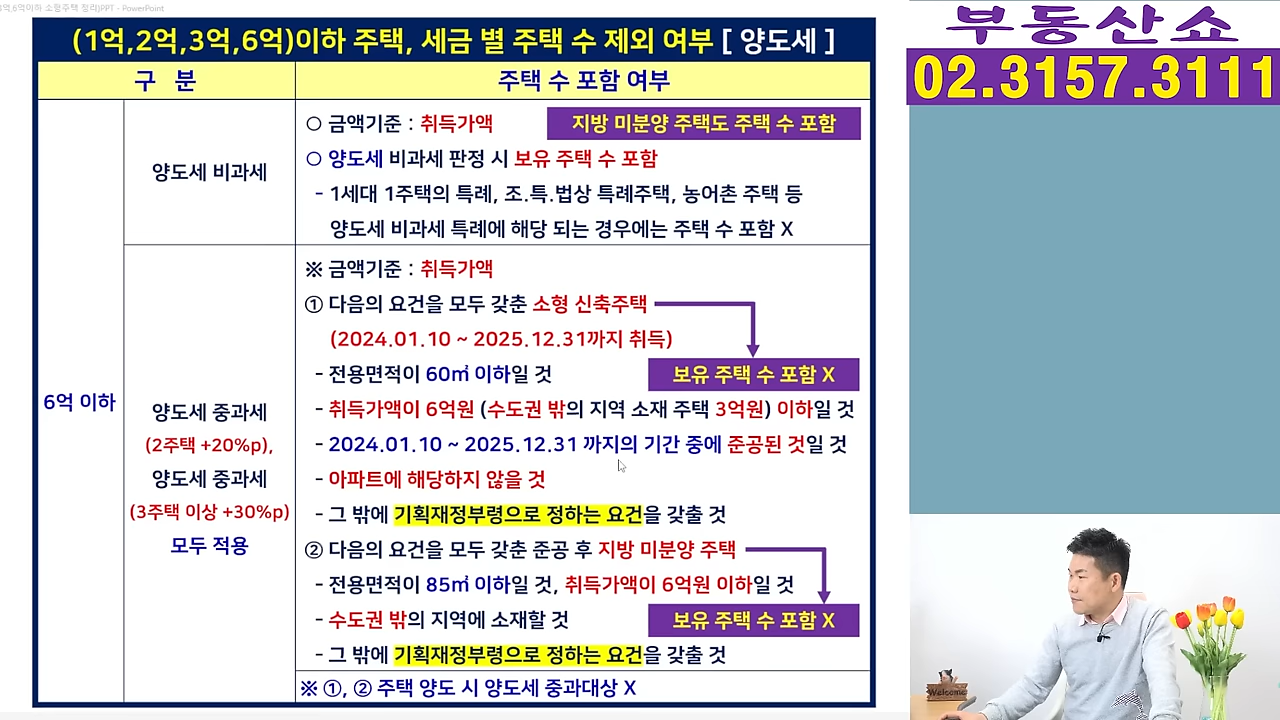 억,6억이하 소형주택 정리)PPT - PowerPoint
(1억,2억,3억,6억)이하 주택, 세금 별 주택 수 제외 여부 [ 양도세 ]
구 분
주택 수 포함 여부
6억 이하
양도세 비과세
○ 금액기준 : 취득가액
지방 미분양 주택도 주택 수 포함
○ 양도세 비과세 판정 시 보유 주택 수 포함
- 1세대 1주택의 특례, 조.특.법상 특례주택, 농어촌 주택 등
양도세 비과세 특례에 해당 되는 경우에는 주택 수 포함 X
양도세 중과세
(2주택 +20%p),
양도세 중과세
(3주택 이상 +30%p)
모두 적용
※ 금액기준 : 취득가액
① 다음의 요건을 모두 갖춘 소형 신축주택
(2024.01.10 ~ 2025.12.31까지 취득)
- 전용면적이 60㎡ 이하일 것
보유 주택 수 포함 X
- 취득가액이 6억원 (수도권 밖의 지역 소재 주택 3억원) 이하일 것
- 2024.01.10 ~ 2025.12.31 까지의 기간 중에 준공된 것일 것
- 아파트에 해당하지 않을 것
- 그 밖에 기획재정부령으로 정하는 요건을 갖출 것
② 다음의 요건을 모두 갖춘 준공 후 지방 미분양 주택
- 전용면적이 85㎡ 이하일 것, 취득가액이 6억원 이하일 것
- 수도권 밖의 지역에 소재할 것
보유 주택 수 포함 X
- 그 밖에 기획재정부령으로 정하는 요건을 갖출 것
※ ①, ② 주택 양도 시 양도세 중과대상 X
부동산쇼
02.3157.3111
Welcome